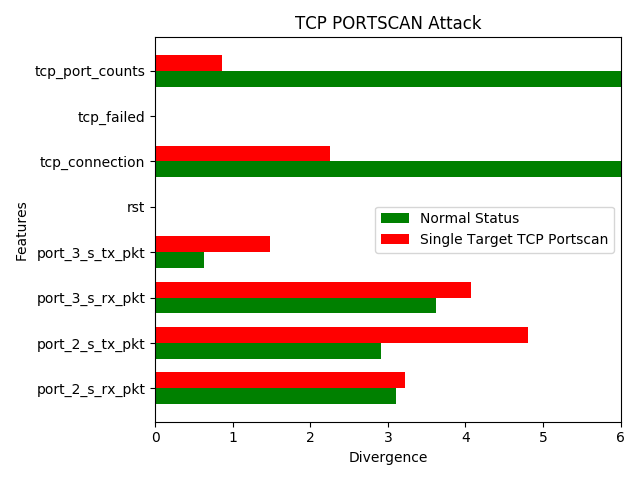 TCP PORTSCAN Attack
tcp_port_counts
tcp_failed
tcp_connection
rst
port_3_s_tx_pkt
port_3_s_rx_pkt
port_2_s_tx_pkt
port_2_s_rx_pkt
Features
Normal Status
Single Target TCP Portscan
0 1 2 3 4 5 6
Divergence